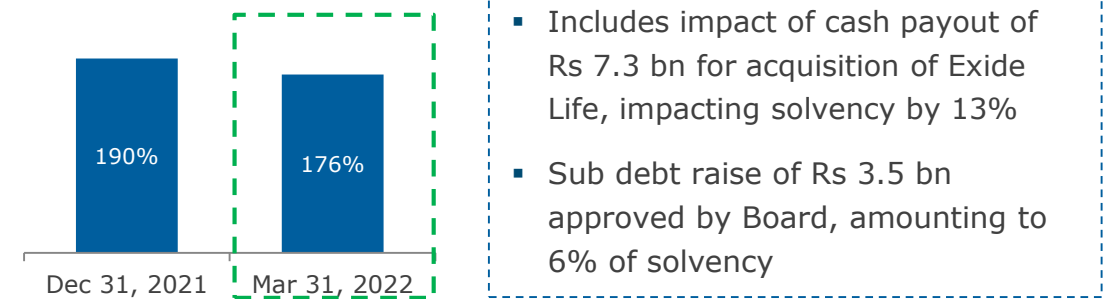 190%
176%
Dec 31, 2021
Mar 31, 2022
▪ Includes impact of cash payout of
Rs 7.3 bn for acquisition of Exide
Life, impacting solvency by 13%
▪ Sub debt raise of Rs 3.5 bn
approved by Board, amounting to
6% of solvency